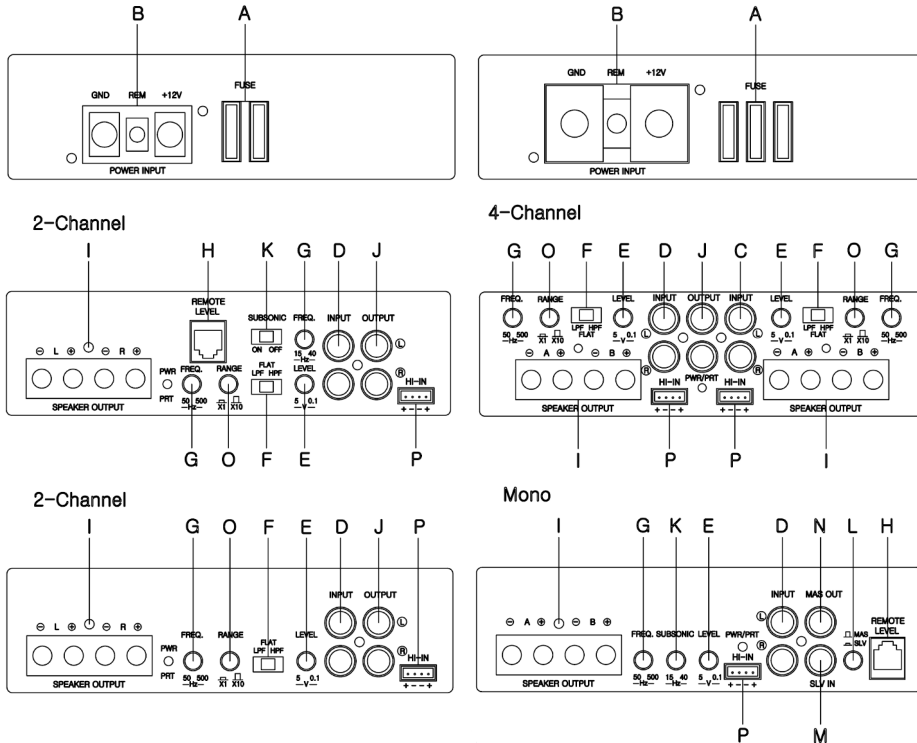 B A
GND REM +12V FUSE
POWER INPUT
B A
GND REM +12V FUSE
POWER INPUT
2-Channel
I H K G D J
REMOTE LEVEL
SUBSONIC FREQ. INPUT OUTPUT
ON OFF 15 40
Hz
L
⊖ L ⊕ ⊖ R ⊕
PWR FREQ. RANGE FLAT LEVEL
LPF HPF
R
PRT
HI-IN
50 500 X1 X10 5 0.1
Hz V
+ - - +
SPEAKER OUTPUT
G O F E P
4-Channel
G O F E D J C E F O G
FREQ. RANGE LEVEL INPUT OUTPUT INPUT LEVEL RANGE FREQ.
50 500 X1 X10 LPF HPF 5 0.1 L L 5 0.1 LPF HPF X1 X10 50 500
Hz FLAT V V FLAT Hz
⊖ A ⊕ ⊖ B ⊕ R R ⊖ A ⊕ ⊖ B ⊕
HI-IN PWR/PRT HI-IN
+ - - + + - - +
SPEAKER OUTPUT SPEAKER OUTPUT
I P P I
2-Channel
I G O F E D J P
INPUT OUTPUT
L
⊖ L ⊕ ⊖ R ⊕
PWR FREQ. RANGE FLAT LEVEL
LPF HPF
R
PRT
HI-IN
50 500 X1 X10 5 0.1
Hz V
+ - - +
SPEAKER OUTPUT
Mono
I G K E D N L H
INPUT MAS OUT
L
REMOTE LEVEL
⊖ A ⊕ ⊖ B ⊕
FREQ. SUBSONIC LEVEL PWR/PRT
R
MAS
SLV
HI-IN
50 500 15 40 5 0.1
Hz Hz V
+ - - +
SPEAKER OUTPUT
SLV IN
P M